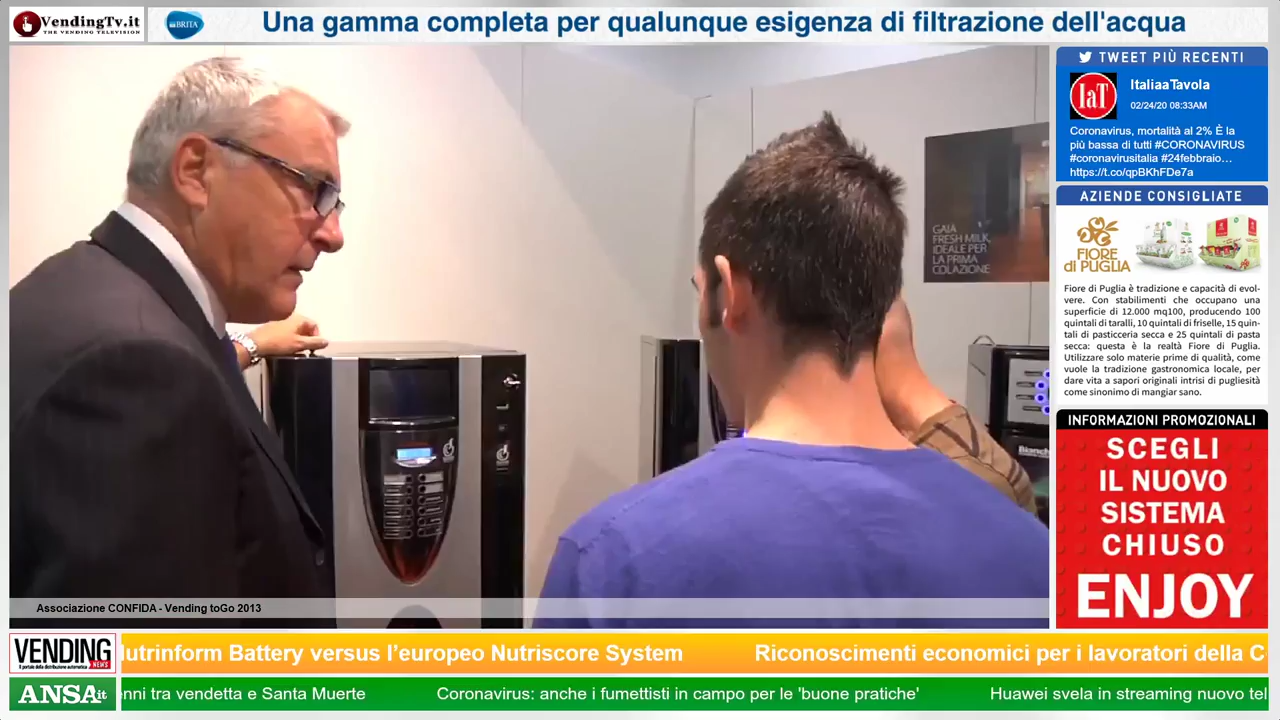 VendingTv.it
THE VENDING TELEVISION
BRITA
Una gamma completa per qualunque esigenza di filtrazione dell'acqua
TWEET PIÙ RECENTI
IaT
ItaliaaTavola
02/24/20 08:33AM
Coronavirus, mortalità al 2% È la
più bassa di tutti #CORONAVIRUS
#coronavirusitalia #24febbraio…
https://t.co/qpBKhFDe7a
AZIENDE CONSIGLIATE
FIORE
di PUGLIA
Fiore di Puglia è tradizione e capacità di evol-
vere. Con stabilimenti che occupano una
superficie di 12.000 mq100, producendo 100
quintali di taralli, 10 quintali di friselle, 15 quin-
tali di pasticceria secca e 25 quintali di pasta
secca: questa è la realtà Fiore di Puglia.
Utilizzare solo materie prime di qualità, come
vuole la tradizione gastronomica locale, per
dare vita a sapori originali intrisi di pugliesità
come sinonimo di mangiar sano.
INFORMAZIONI PROMOZIONALI
SCEGLI
IL NUOVO
SISTEMA
CHIUSO
ENJOY
GAIA
FRESH MILK,
IDEALE PER
LA PRIMA
COLAZIONE
Bianch
Associazione CONFIDA - Vending toGo 2013
VENDING
NEWS
Il portale della distribuzione automatica
lutrinform Battery versus l'europeo Nutriscore System
Riconoscimenti economici per i lavoratori della C
ANSA.it
enni tra vendetta e Santa Muerte
Coronavirus: anche i fumettisti in campo per le 'buone pratiche'
Huawei svela in streaming nuovo tel